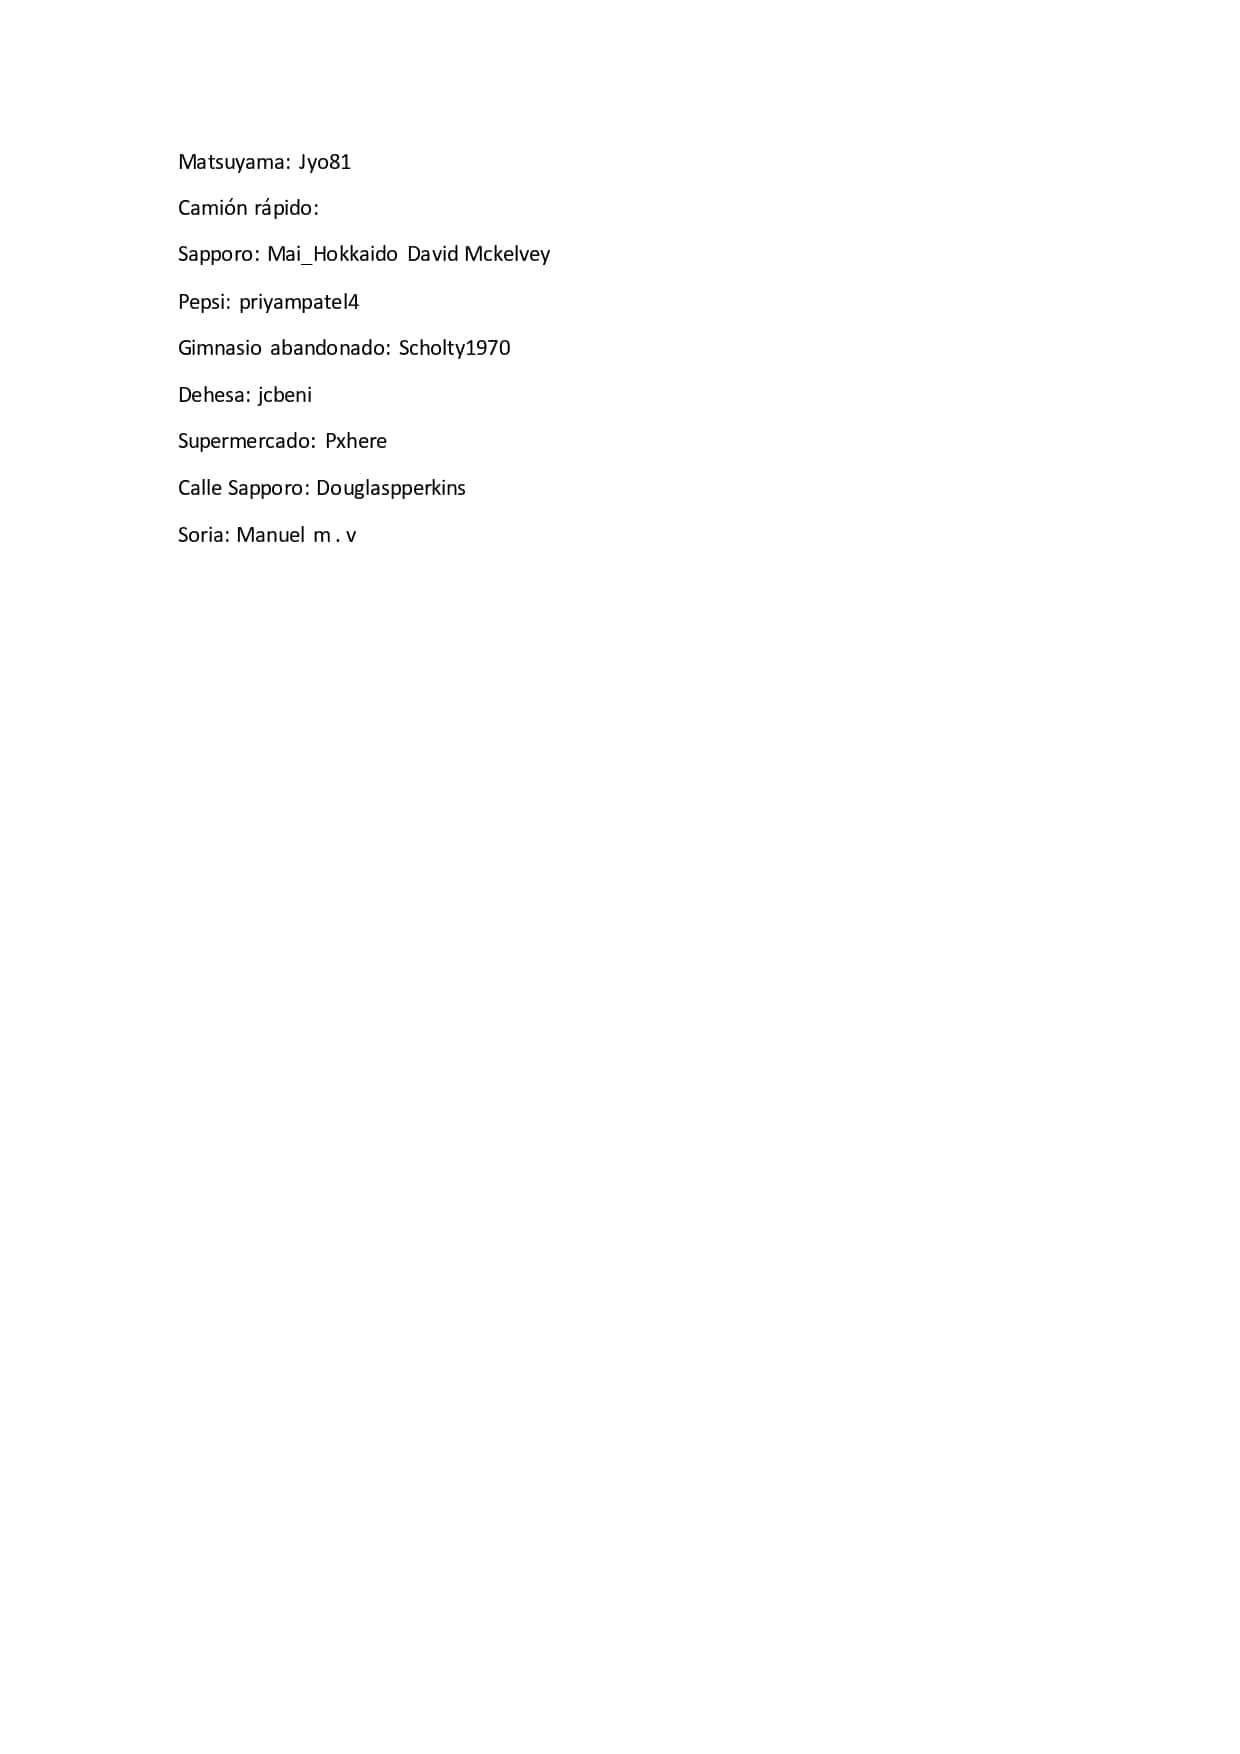 Matsuyama: Jyo81
Camión rápido:
Sapporo: Mai_Hokkaido David Mckelvey
Pepsi: priyampatel4
Gimnasio abandonado: Scholty1970
Dehesa: jcbeni
Supermercado: Pxhere
Calle Sapporo: Douglaspperkins
Soria: Manuel m . v